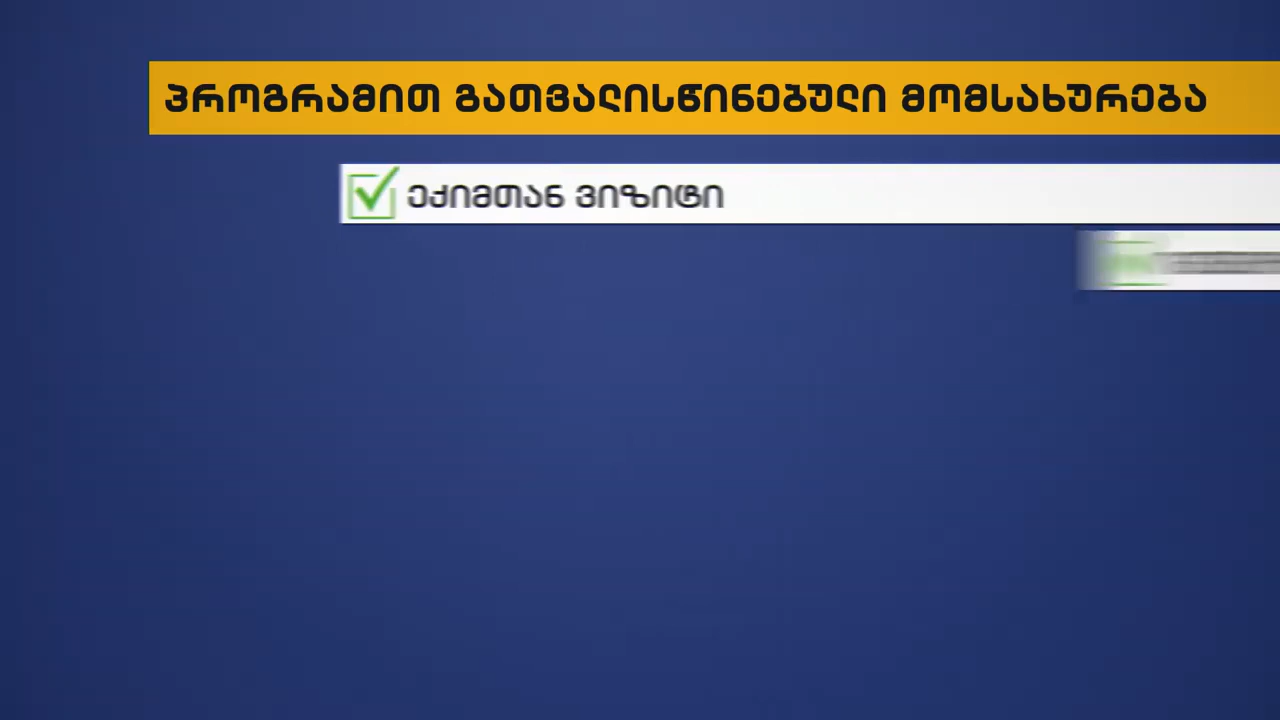 პროგრამით გათვალისწინებული მომსახურება
ექიმთან ვიზიტი